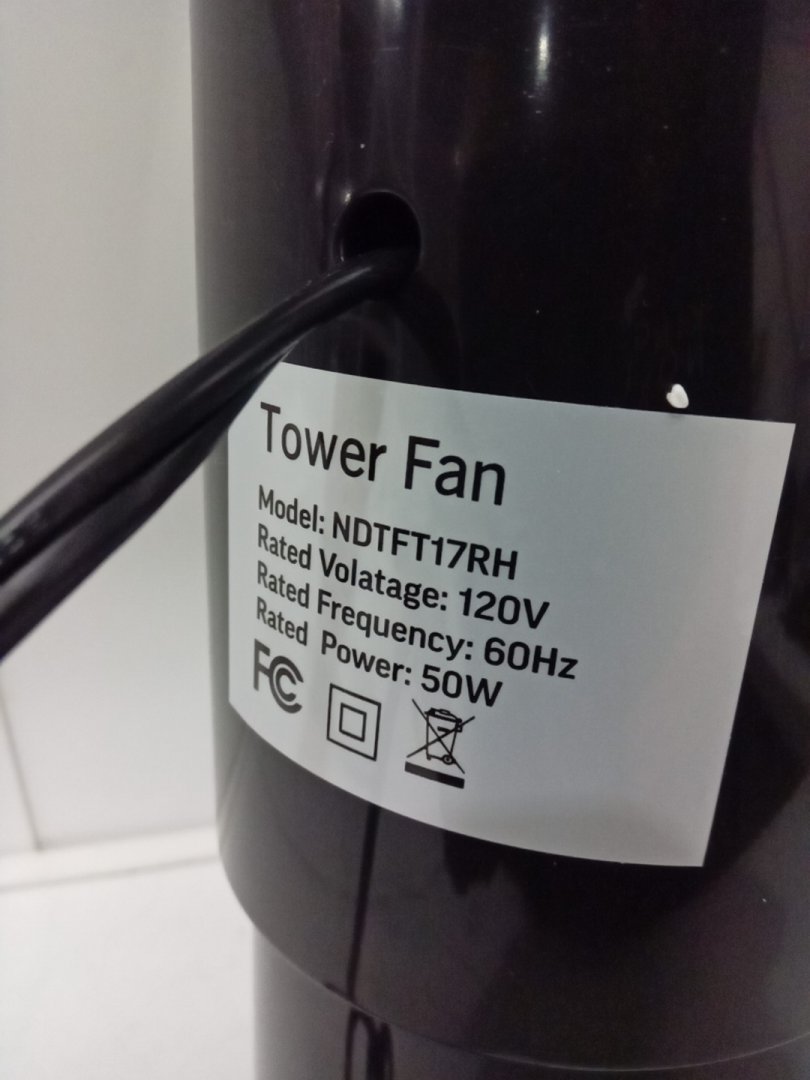 Tower Fan
Model: NDTFT17RH
Rated Volatage: 120V
Rated Frequency: 60Hz
Rated Power: 50W
FC